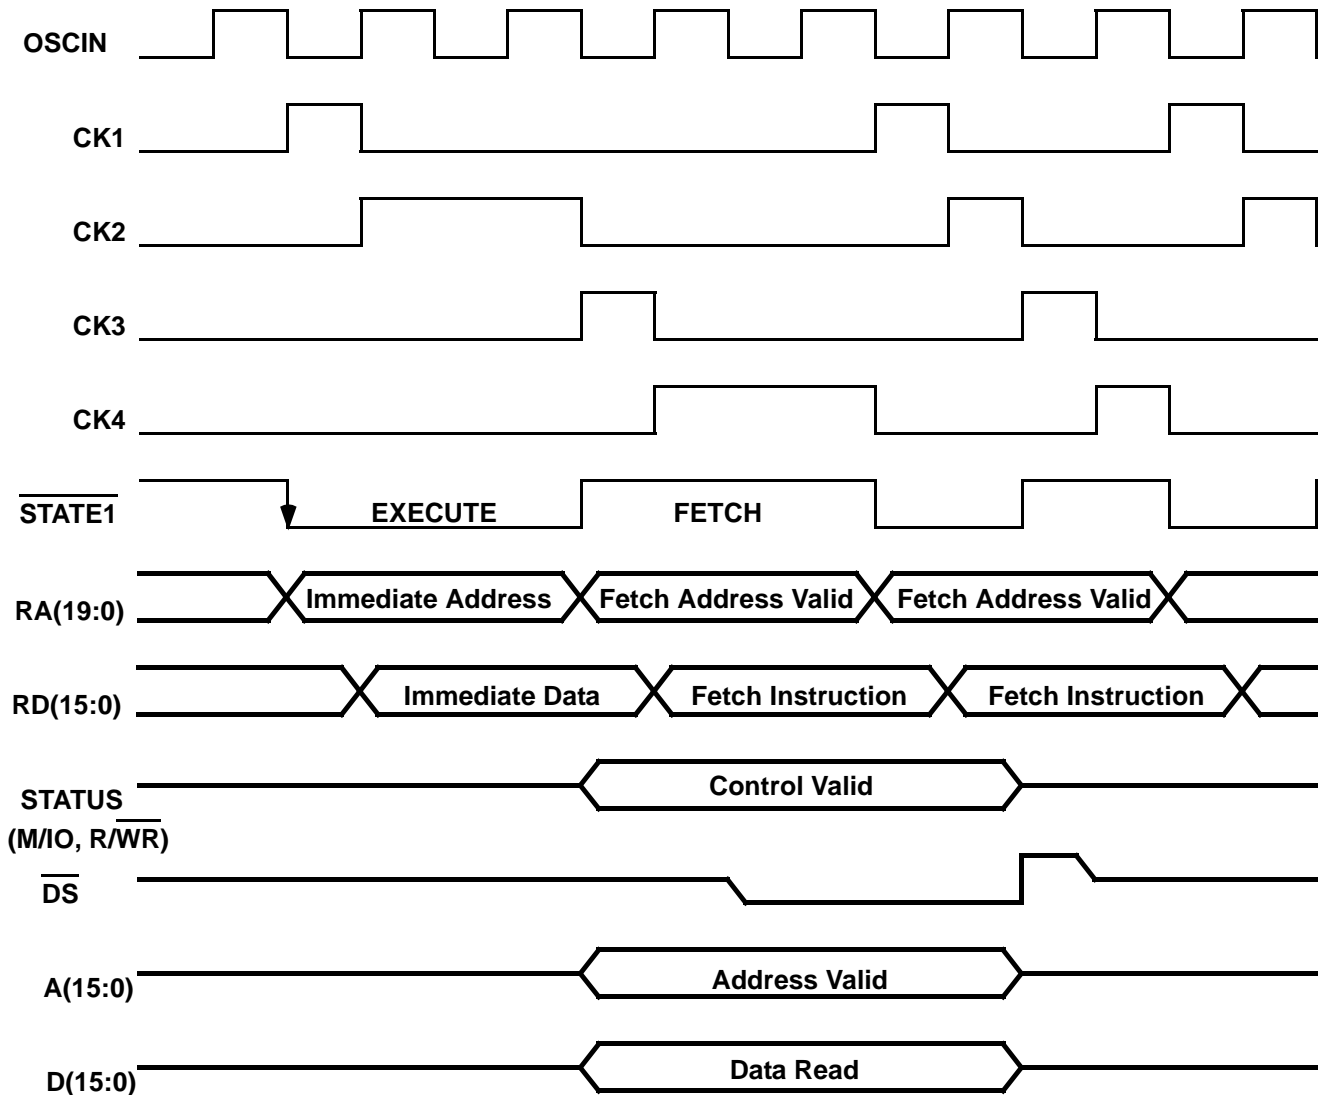 OSCIN
CK1
CK2
CK3
CK4
STATE1 EXECUTE FETCH
RA(19:0) Immediate Address Fetch Address Valid Fetch Address Valid
RD(15:0) Immediate Data Fetch Instruction Fetch Instruction
STATUS Control Valid
(M/IO, R/WR)
DS
A(15:0) Address Valid
D(15:0) Data Read